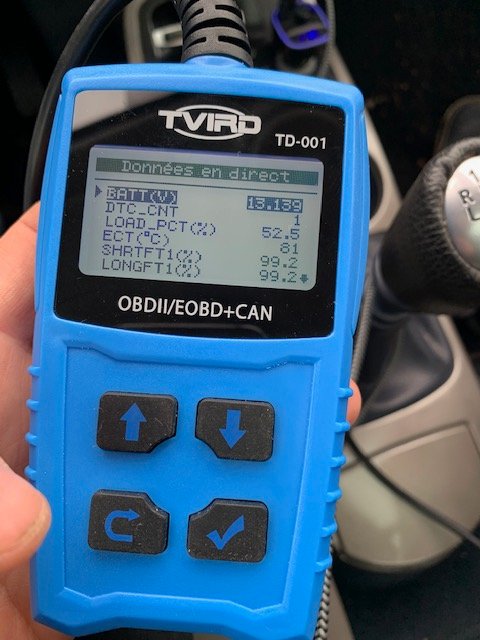 TVIRD
TD-001
Données en direct
BATT(V) 13.139
DTC_CNT 1
LOAD_PCT(%) 52.5
ECT(°C) 81
SHRTFT1(%) 99.2
LONGFT1(%) 99.2
OBDII/EOBD+CAN
1
R